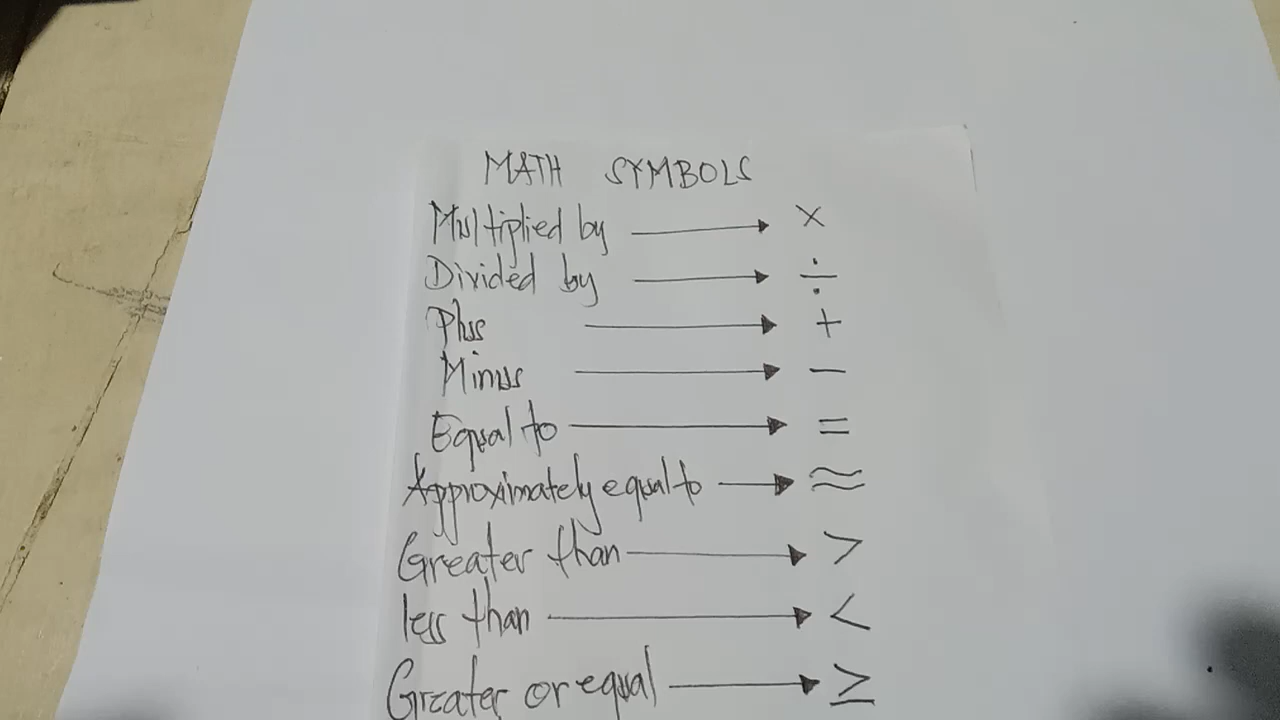 MATH SYMBOLS
Multiplied by → ×
Divided by → ÷
Plus → +
Minus → −
Equal to → =
Approximately equal to → ≈
Greater than → >
less than → <
Greater or equal → ≥